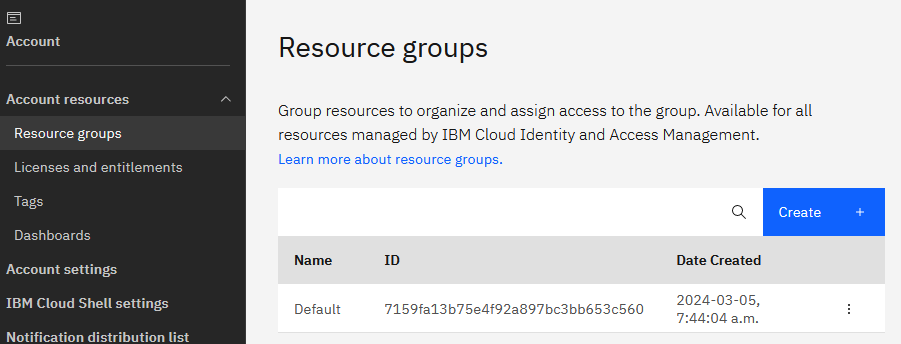 Account
Account resources
Resource groups
Licenses and entitlements
Tags
Dashboards
Account settings
IBM Cloud Shell settings
Notification distribution list
Resource groups
Group resources to organize and assign access to the group. Available for all
resources managed by IBM Cloud Identity and Access Management.
Learn more about resource groups.
Create +
Name ID Date Created
Default 7159fa13b75e4f92a897bc3bb653c560 2024-03-05,
7:44:04 a.m.